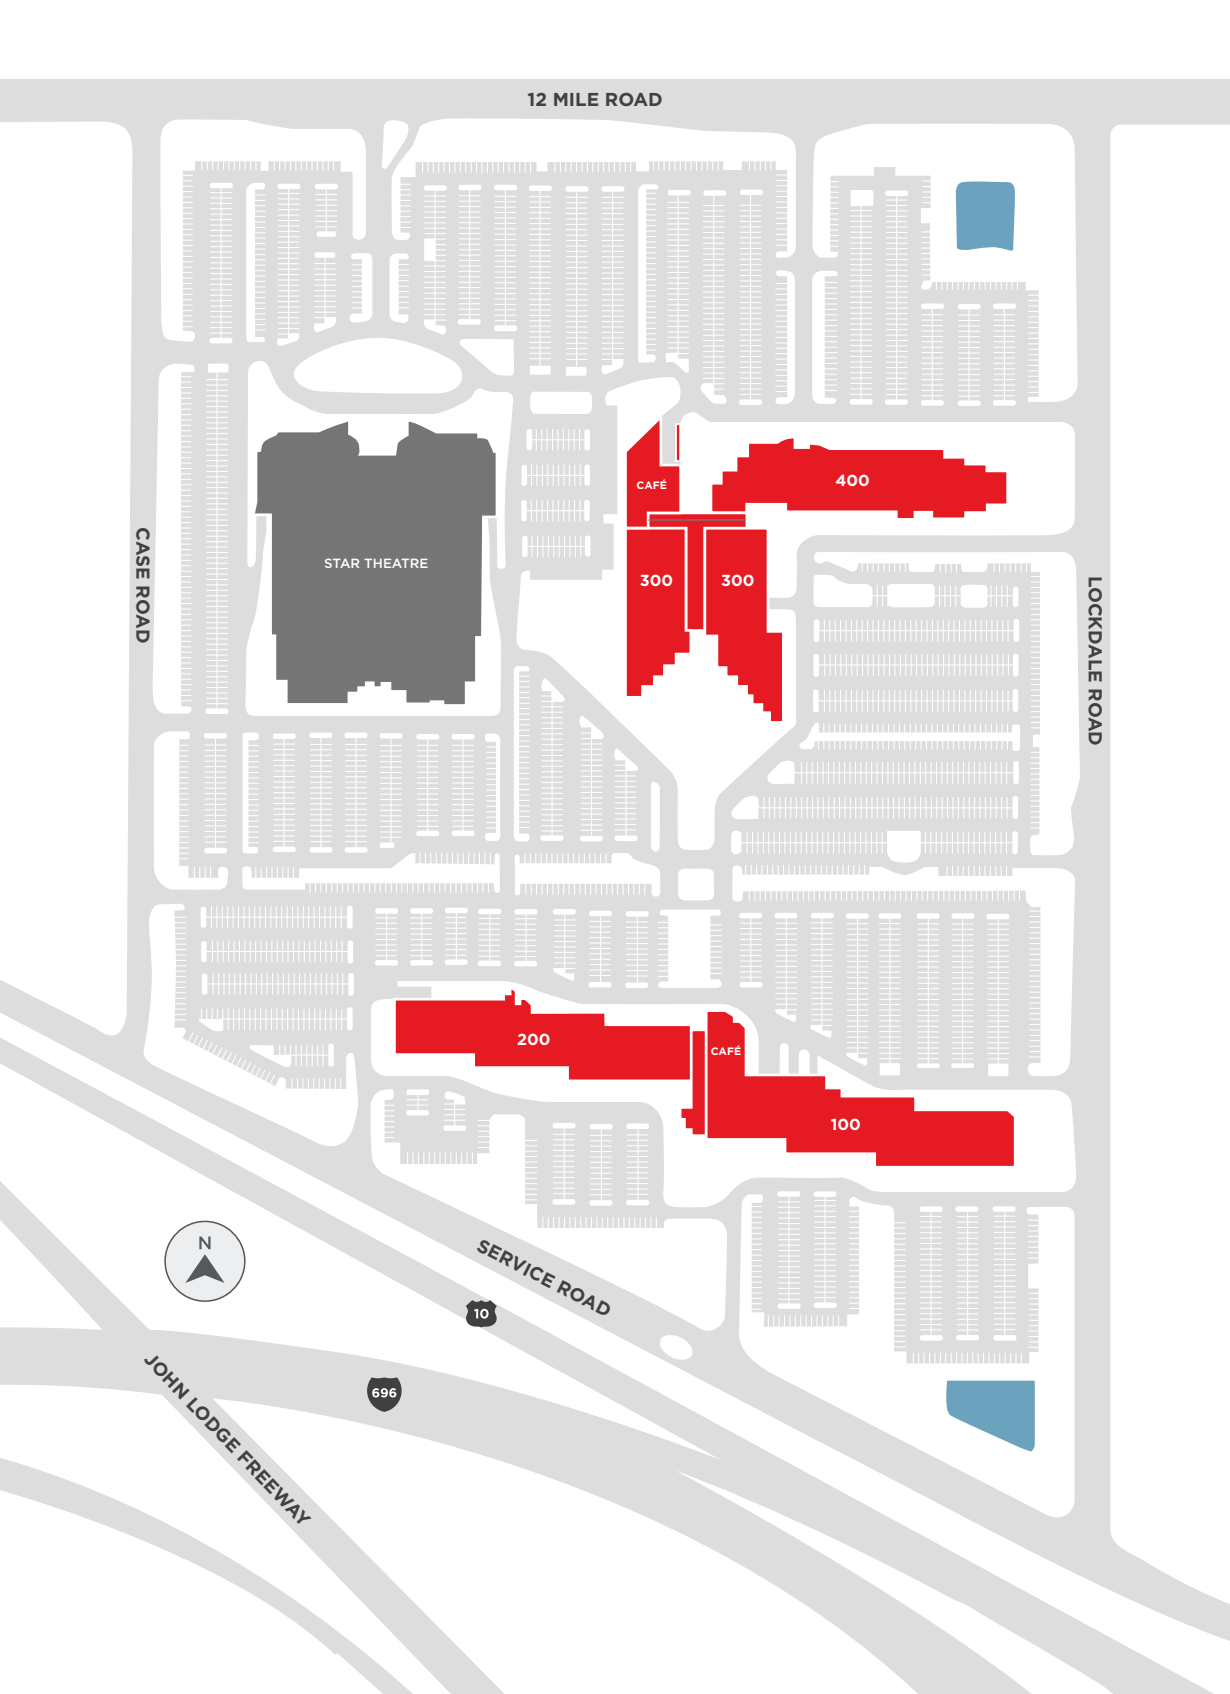 12 MILE ROAD
400
CAFÉ
CASE ROAD
STAR THEATRE
300
300
LOCKDALE ROAD
200
CAFÉ
100
N
SERVICE ROAD
10
JOHN LODGE FREEWAY
696